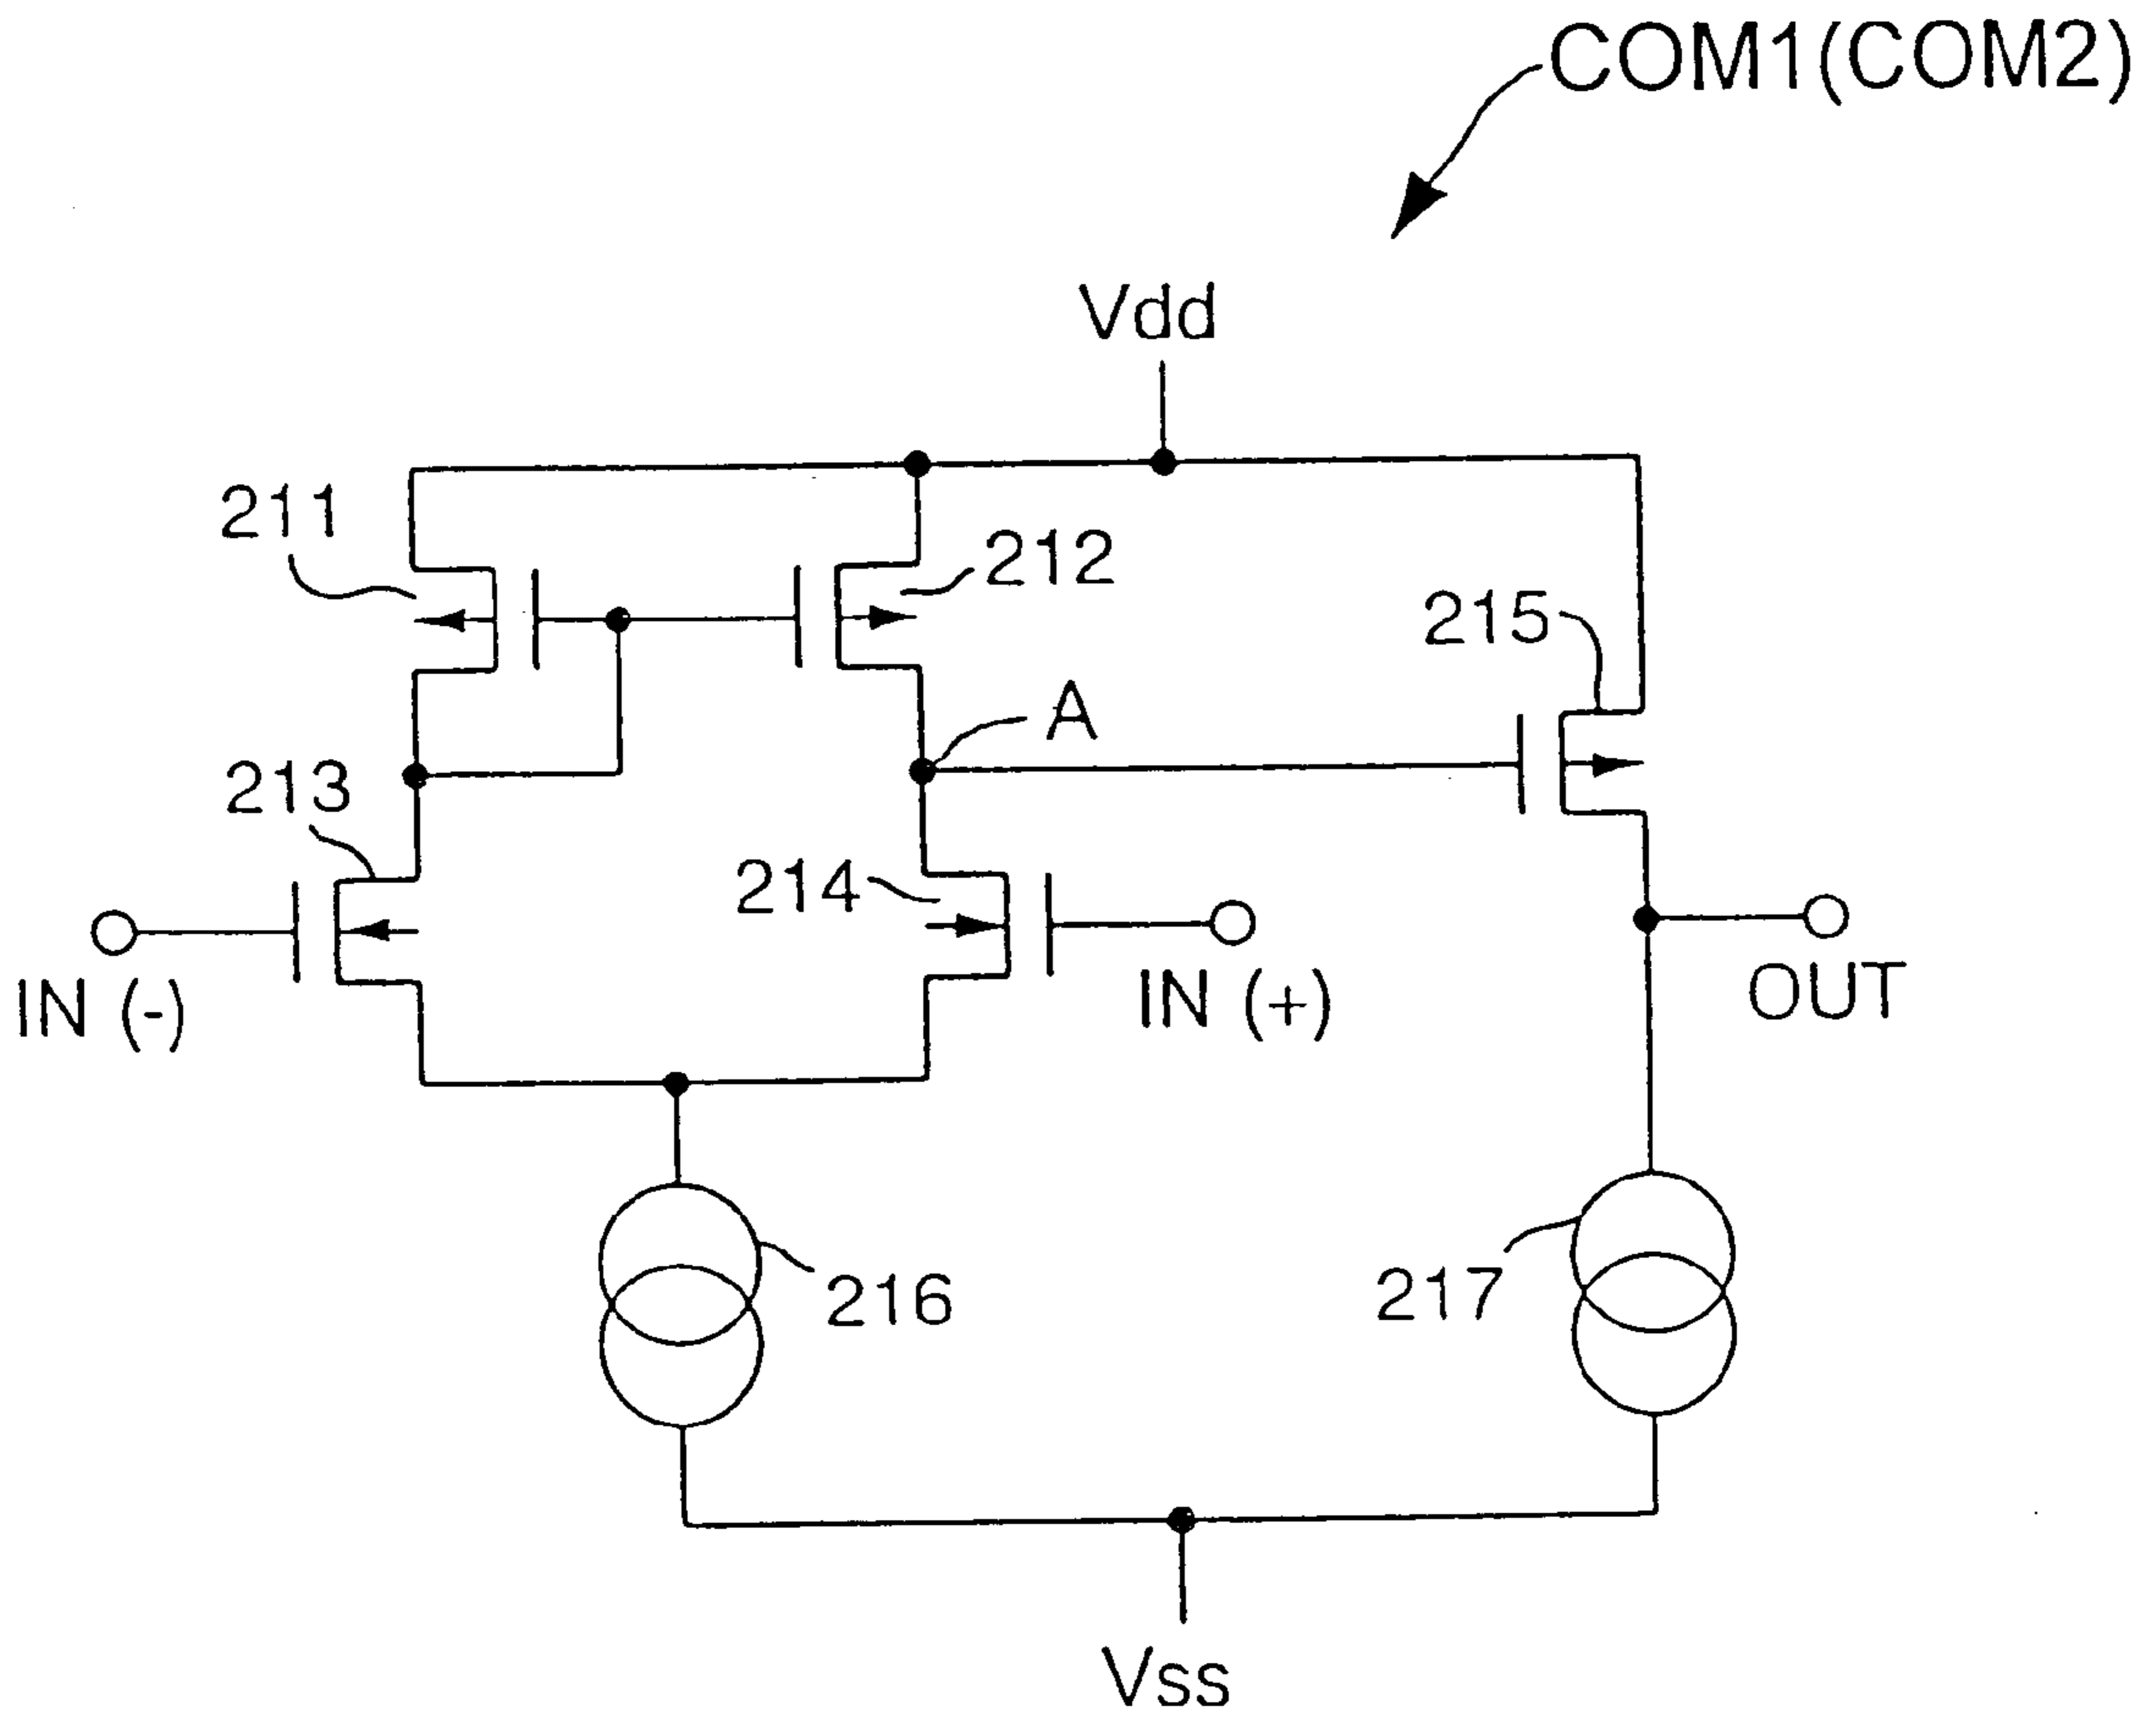 COM1(COM2)
Vdd
211
212
215
A
213
214
IN (-)
IN (+)
OUT
216
217
Vss